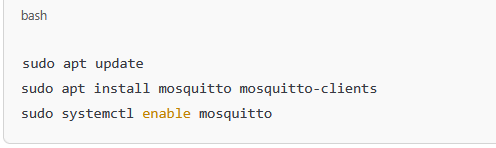 bash
sudo apt update
sudo apt install mosquitto mosquitto-clients
sudo systemctl enable mosquitto